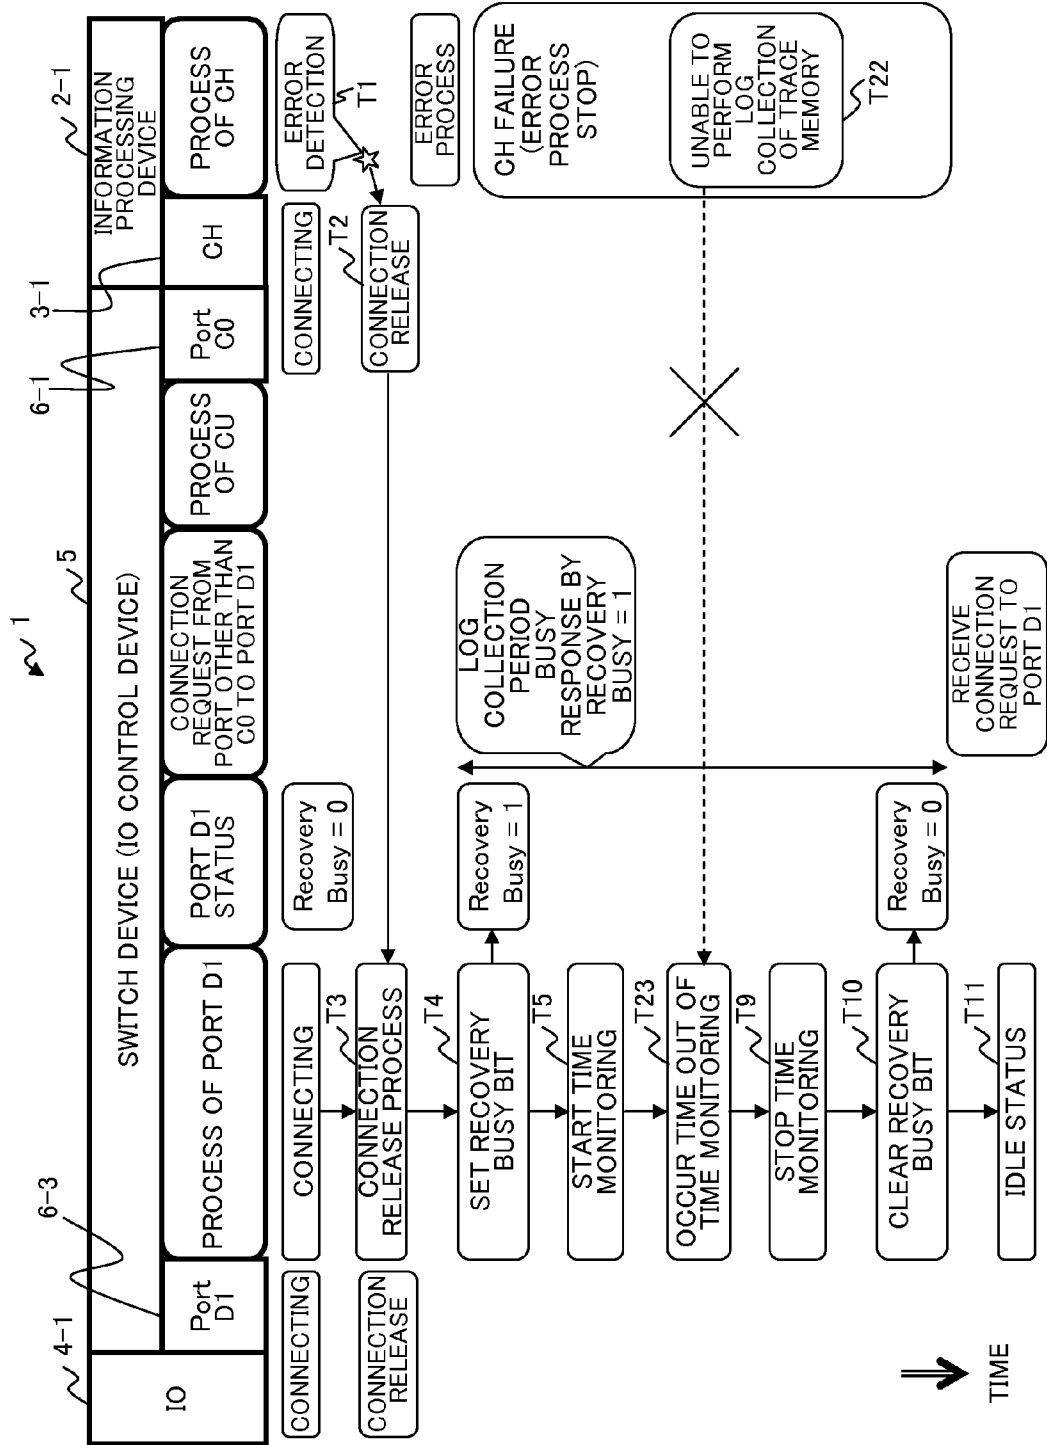 1
4-1
6-3
5
6-1
3-1
2-1
IO
SWITCH DEVICE (IO CONTROL DEVICE)
INFORMATION
PROCESSING
DEVICE
Port
D1
PROCESS OF PORT D1
PORT D1
STATUS
CONNECTION
REQUEST FROM
PORT OTHER THAN
C0 TO PORT D1
PROCESS
OF CU
Port
C0
CH
PROCESS
OF CH
CONNECTING
CONNECTING
Recovery
Busy = 0
CONNECTING
ERROR
DETECTION
T1
T3
T2
CONNECTION
RELEASE
CONNECTION
RELEASE PROCESS
CONNECTION
RELEASE
ERROR
PROCESS
T4
SET RECOVERY
BUSY BIT
Recovery
Busy = 1
LOG
COLLECTION
PERIOD
BUSY
RESPONSE BY
RECOVERY
BUSY = 1
CH FAILURE
(ERROR
PROCESS
STOP)
T5
START TIME
MONITORING
T23
OCCUR TIME OUT OF
TIME MONITORING
UNABLE TO
PERFORM
LOG
COLLECTION
OF TRACE
MEMORY
T22
T9
STOP TIME
MONITORING
T10
CLEAR RECOVERY
BUSY BIT
Recovery
Busy = 0
T11
IDLE STATUS
RECEIVE
CONNECTION
REQUEST TO
PORT D1
TIME